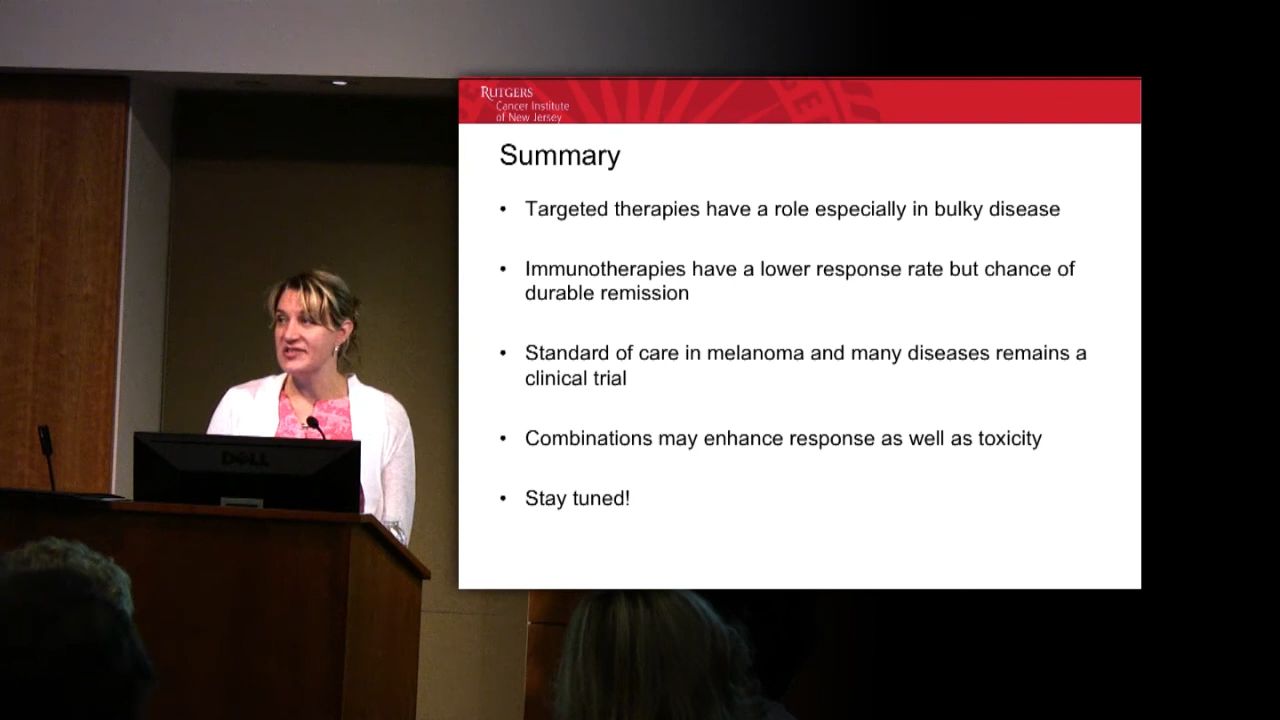 RUTGERS
Cancer Institute
of New Jersey
Summary
• Targeted therapies have a role especially in bulky disease
• Immunotherapies have a lower response rate but chance of
durable remission
• Standard of care in melanoma and many diseases remains a
clinical trial
• Combinations may enhance response as well as toxicity
• Stay tuned!
DELL